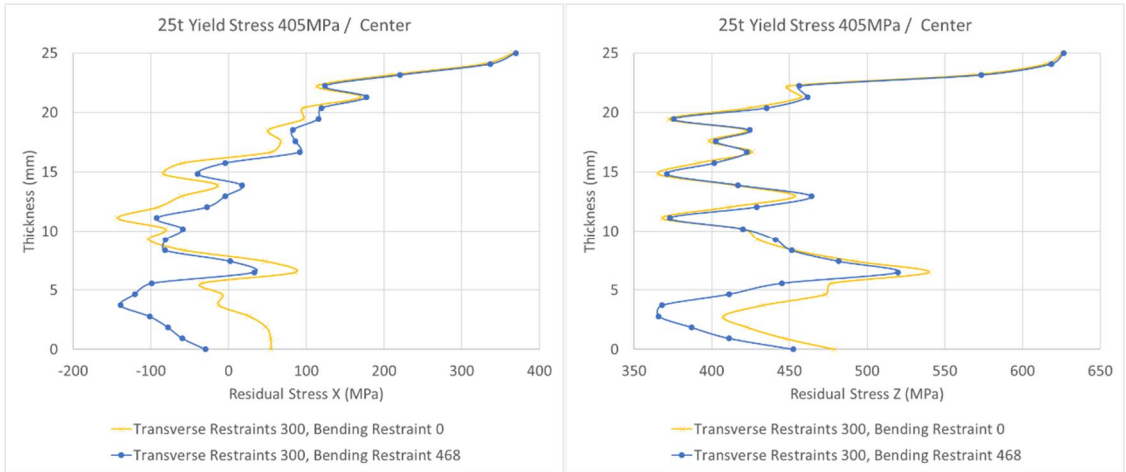 25t Yield Stress 405MPa / Center
25
20
15
10
5
0
Thickness (mm)
-200 -100 0 100 200 300 400
Residual Stress X (MPa)
Transverse Restraints 300, Bending Restraint 0
Transverse Restraints 300, Bending Restraint 468
25t Yield Stress 405MPa / Center
25
20
15
10
5
0
Thickness (mm)
350 400 450 500 550 600 650
Residual Stress Z (MPa)
Transverse Restraints 300, Bending Restraint 0
Transverse Restraints 300, Bending Restraint 468